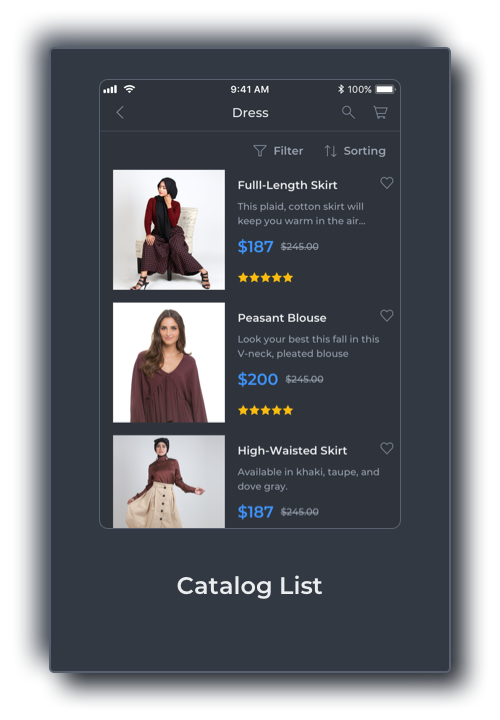 9:41 AM
100%
Dress
Filter
Sorting
Fulll-Length Skirt
This plaid, cotton skirt will
keep you warm in the air...
$187 $245.00
Peasant Blouse
Look your best this fall in this
V-neck, pleated blouse
$200 $245.00
High-Waisted Skirt
Available in khaki, taupe, and
dove gray.
$187 $245.00
Catalog List